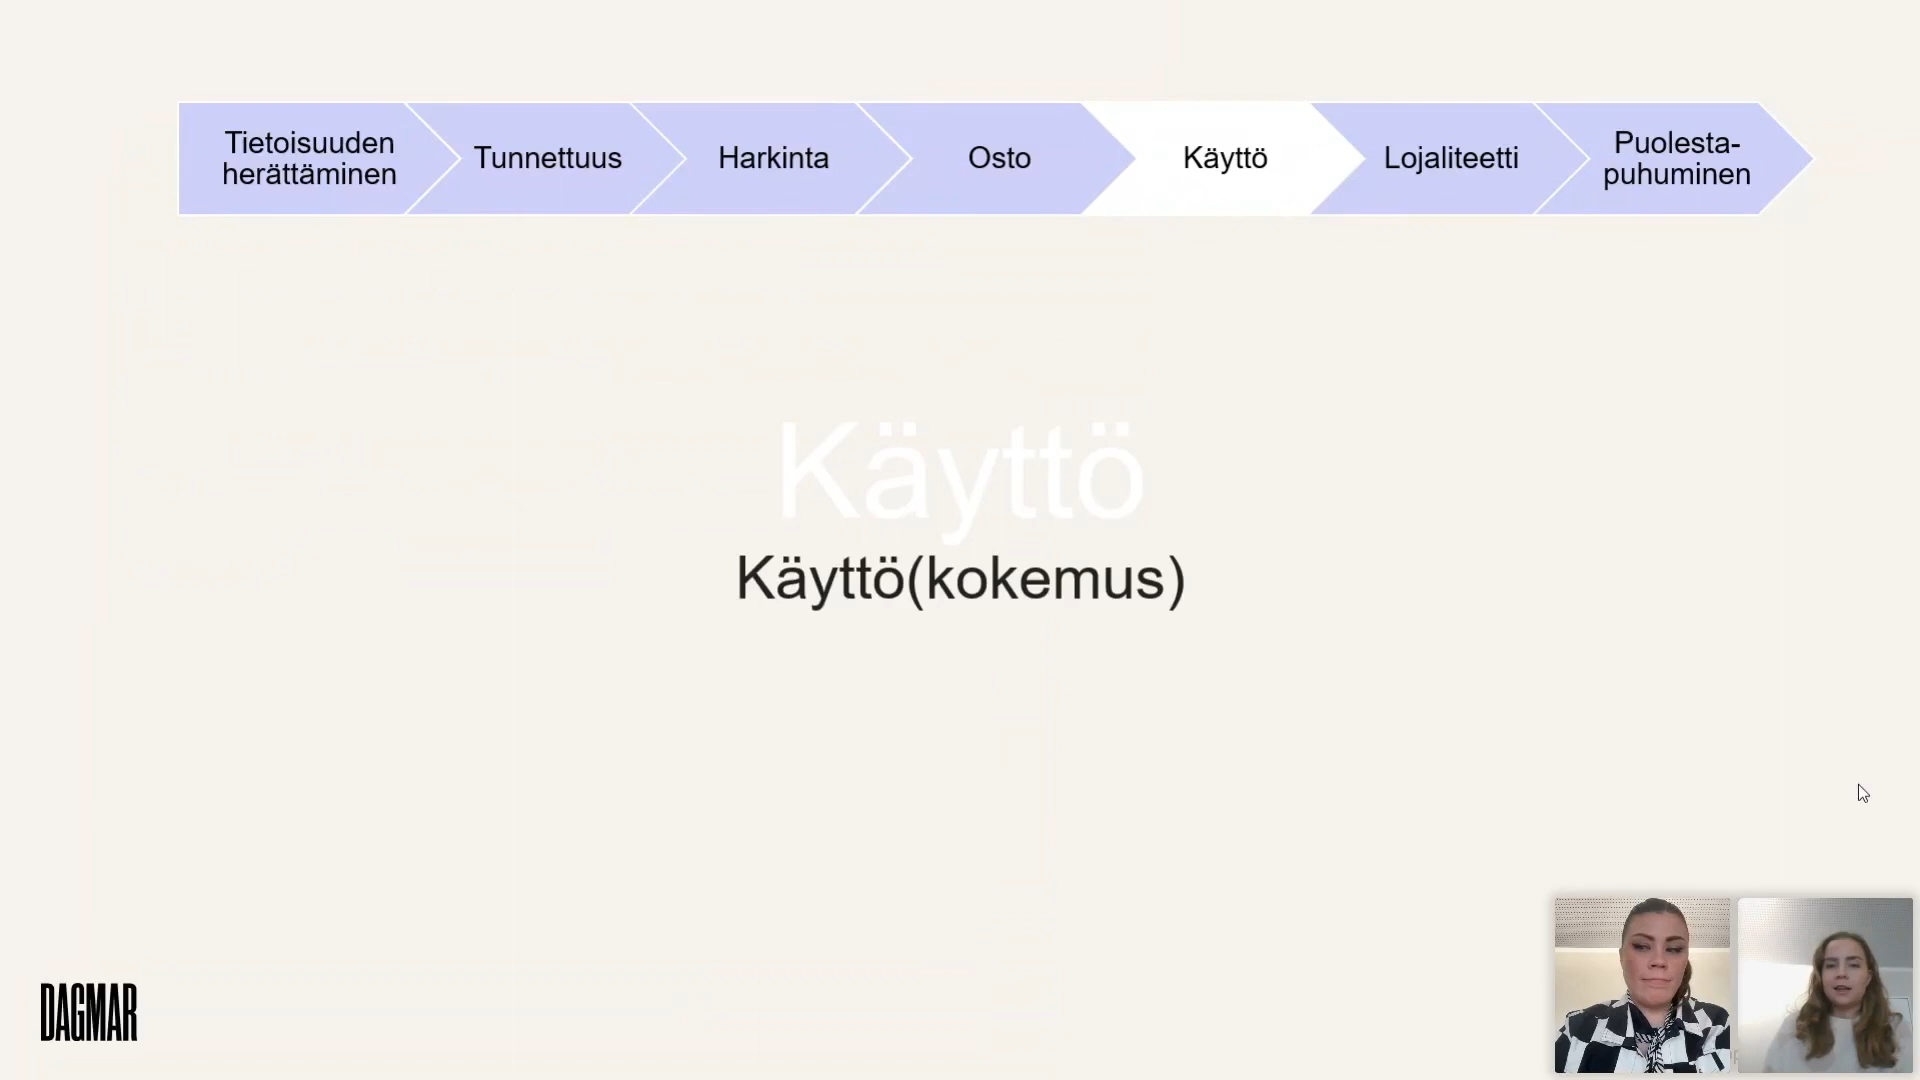 Tietoisuuden
herättäminen
Tunnettuus
Harkinta
Osto
Käyttö
Lojaliteetti
Puolesta-
puhuminen
Käyttö
Käyttö(kokemus)
DAGMAR